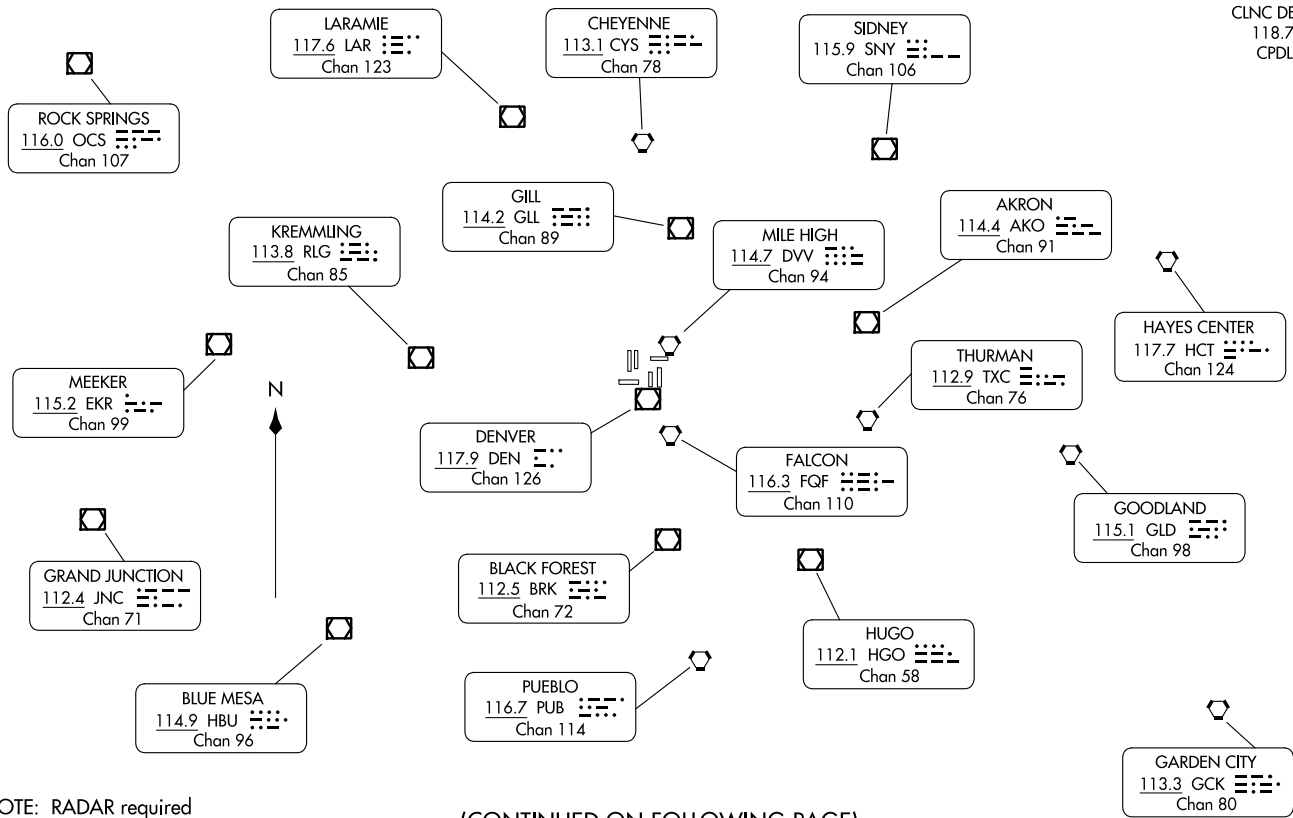 CLNC DE
118.7
CPDL
LARAMIE
117.6 LAR
Chan 123
CHEYENNE
113.1 CYS
Chan 78
SIDNEY
115.9 SNY
Chan 106
ROCK SPRINGS
116.0 OCS
Chan 107
GILL
114.2 GLL
Chan 89
AKRON
114.4 AKO
Chan 91
KREMMLING
113.8 RLG
Chan 85
MILE HIGH
114.7 DVV
Chan 94
HAYES CENTER
117.7 HCT
Chan 124
THURMAN
112.9 TXC
Chan 76
MEEKER
115.2 EKR
Chan 99
N
DENVER
117.9 DEN
Chan 126
FALCON
116.3 FQF
Chan 110
GOODLAND
115.1 GLD
Chan 98
GRAND JUNCTION
112.4 JNC
Chan 71
BLACK FOREST
112.5 BRK
Chan 72
HUGO
112.1 HGO
Chan 58
BLUE MESA
114.9 HBU
Chan 96
PUEBLO
116.7 PUB
Chan 114
GARDEN CITY
113.3 GCK
Chan 80
OTE: RADAR required
(CONTINUED ON FOLLOWING PAGE)